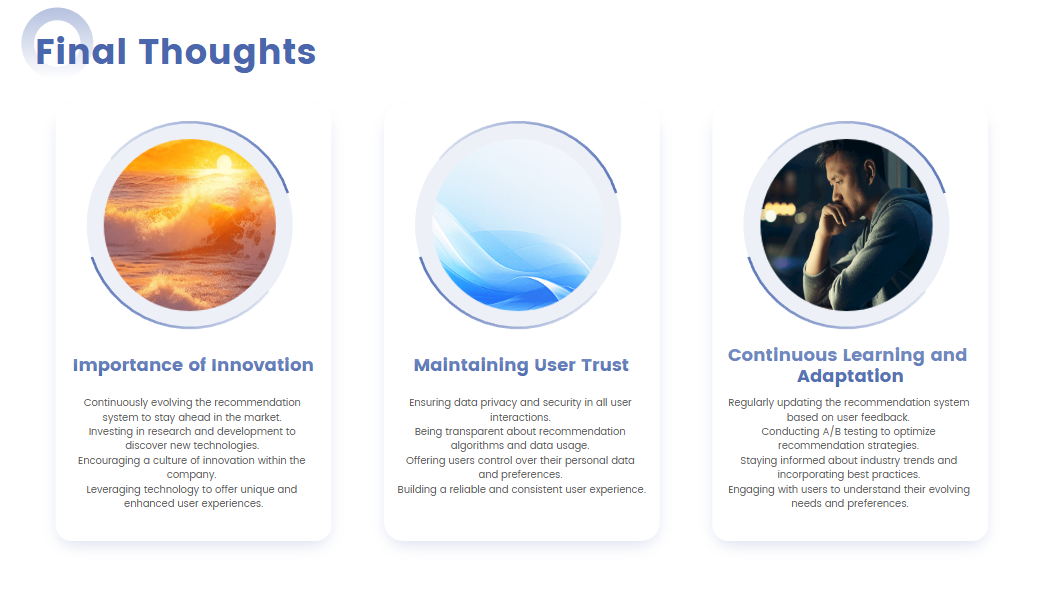 Final Thoughts
Importance of Innovation
Continuously evolving the recommendation
system to stay ahead in the market.
Investing in research and development to
discover new technologies.
Encouraging a culture of innovation within the
company.
Leveraging technology to offer unique and
enhanced user experiences.
Maintaining User Trust
Ensuring data privacy and security in all user
interactions.
Being transparent about recommendation
algorithms and data usage.
Offering users control over their personal data
and preferences.
Building a reliable and consistent user experience.
Continuous Learning and
Adaptation
Regularly updating the recommendation system
based on user feedback.
Conducting A/B testing to optimize
recommendation strategies.
Staying informed about industry trends and
incorporating best practices.
Engaging with users to understand their evolving
needs and preferences.